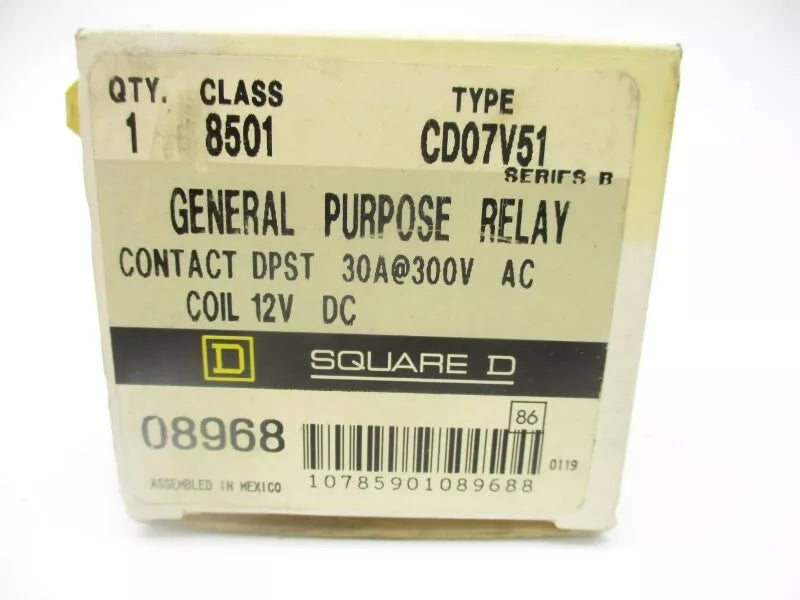 QTY. CLASS TYPE
1 8501 CD07V51
SERIES B
GENERAL PURPOSE RELAY
CONTACT DPST 30A@300V AC
COIL 12V DC
D SQUARE D
86
08968
0119
ASSEMBLED IN MEXICO 10785901089688